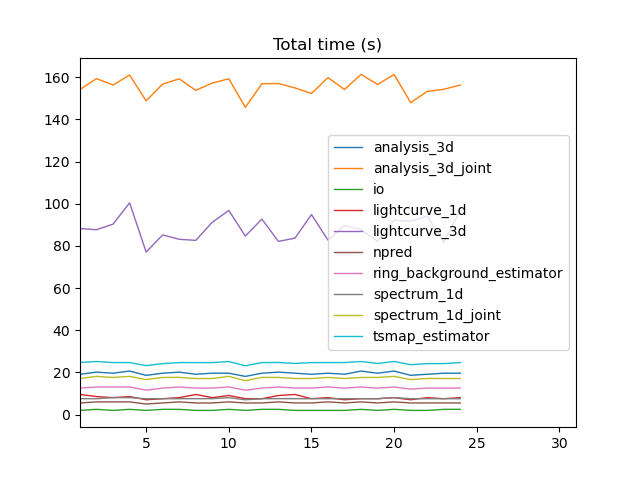 Total time (s)
160
140
120
100
80
60
40
20
0
analysis_3d
analysis_3d_joint
io
lightcurve_1d
lightcurve_3d
npred
ring_background_estimator
spectrum_1d
spectrum_1d_joint
tsmap_estimator
5 10 15 20 25 30